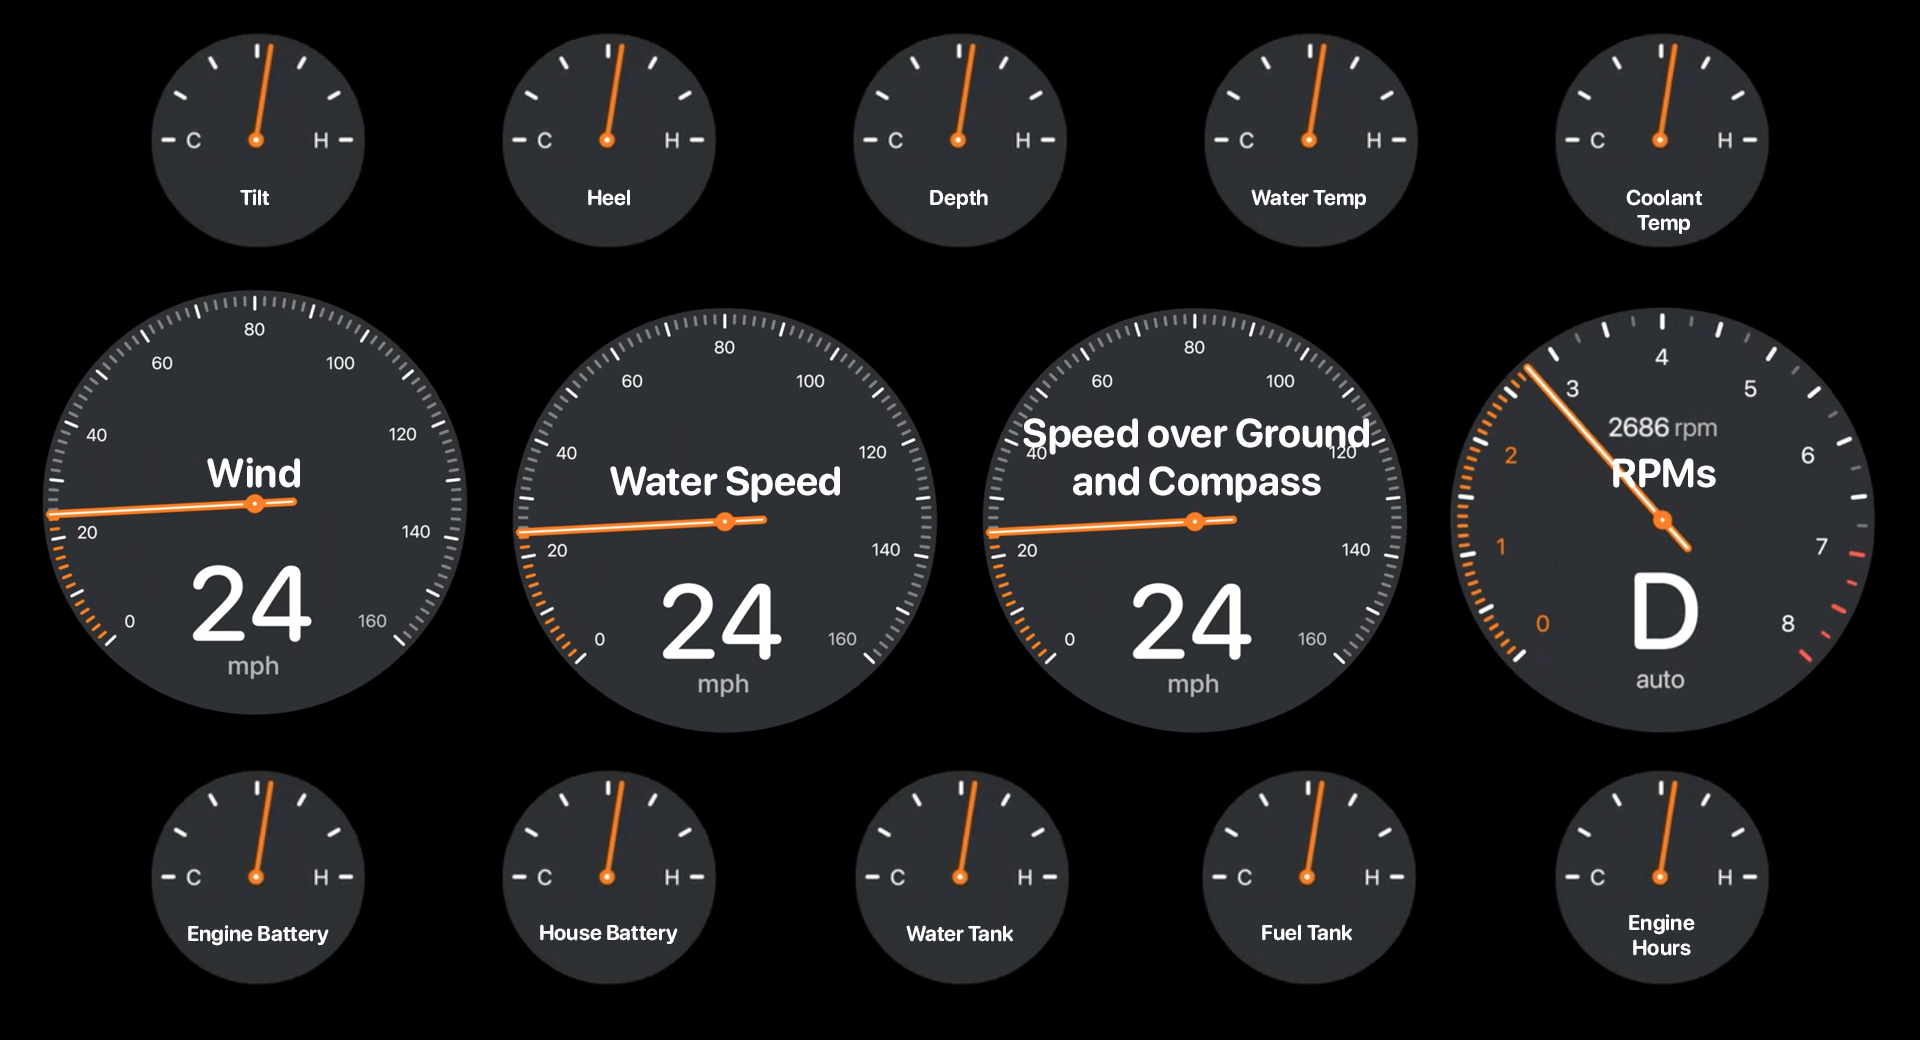 C H
Tilt
C H
Heel
C H
Depth
C H
Water Temp
C H
Coolant
Temp
80
60 100
40 120
Wind
20 140
24
0 160
mph
80
60 100
40 120
Water Speed
20 140
24
0 160
mph
80
60 100
Speed over Ground
40 120
and Compass
20 140
24
0 160
mph
4
3 5
2686 rpm
2 6
RPMs
1 7
D
0 8
auto
C H
Engine Battery
C H
House Battery
C H
Water Tank
C H
Fuel Tank
C H
Engine
Hours